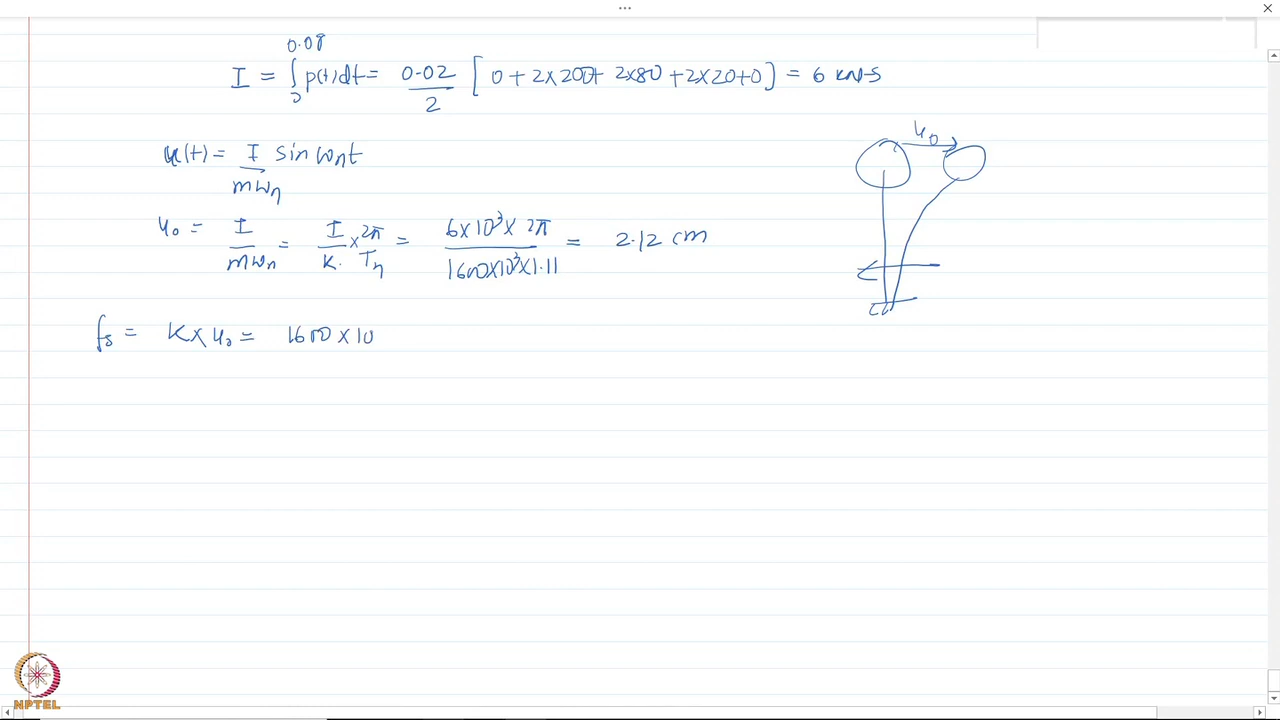 0.08
I = ∫ p(t)dt = 0.02 [ 0 + 2×200 + 2×80 + 2×20+0 ] = 6 kN-s
0
2
u(t) = I sin ωnt
mωn
u0
u0 = I = I × 2π = 6×10³× 2π = 2.12 cm
mωn K. Tn 1600×10³×1.11
fs = K×u0 = 1600×10
NPTEL